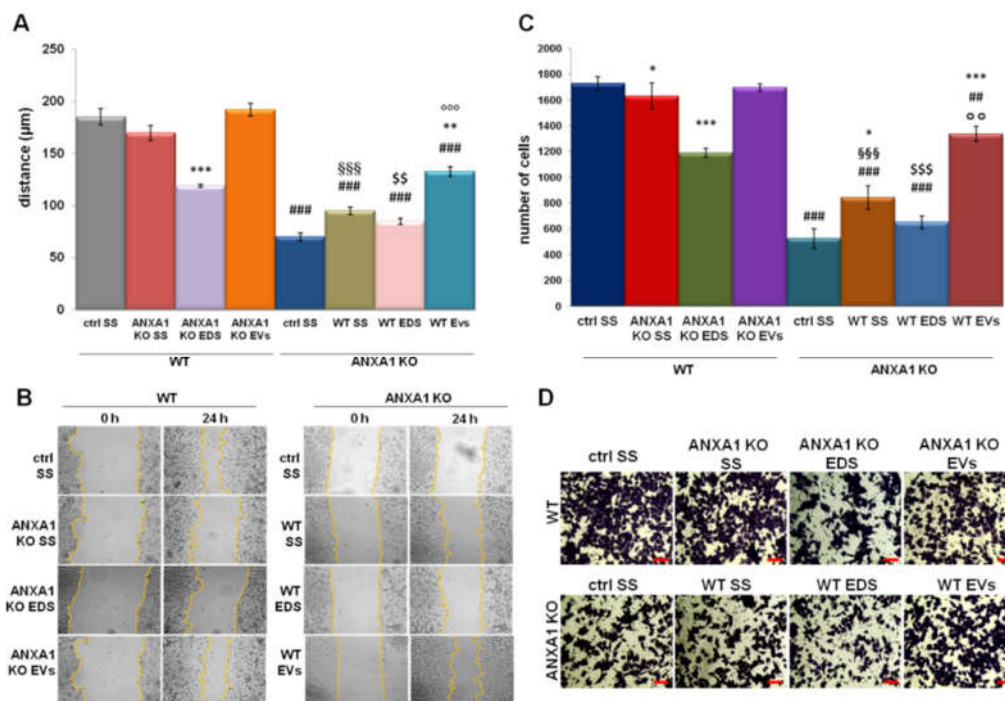 A
250
200
150
100
50
0
distance (µm)
***
###
§§§
###
$$
###
°°°
**
###
ctrl SS
ANXA1 KO SS
ANXA1 KO EDS
ANXA1 KO EVs
ctrl SS
WT SS
WT EDS
WT EVs
WT
ANXA1 KO
C
2000
1800
1600
1400
1200
1000
800
600
400
200
0
number of cells
*
***
###
*
§§§
###
$$$
###
***
##
°°
ctrl SS
ANXA1 KO SS
ANXA1 KO EDS
ANXA1 KO EVs
ctrl SS
WT SS
WT EDS
WT EVs
WT
ANXA1 KO
B
WT
0 h
24 h
ctrl SS
ANXA1 KO SS
ANXA1 KO EDS
ANXA1 KO EVs
ANXA1 KO
0 h
24 h
ctrl SS
WT SS
WT EDS
WT EVs
D
ctrl SS
ANXA1 KO SS
ANXA1 KO EDS
ANXA1 KO EVs
WT
ctrl SS
WT SS
WT EDS
WT EVs
ANXA1 KO